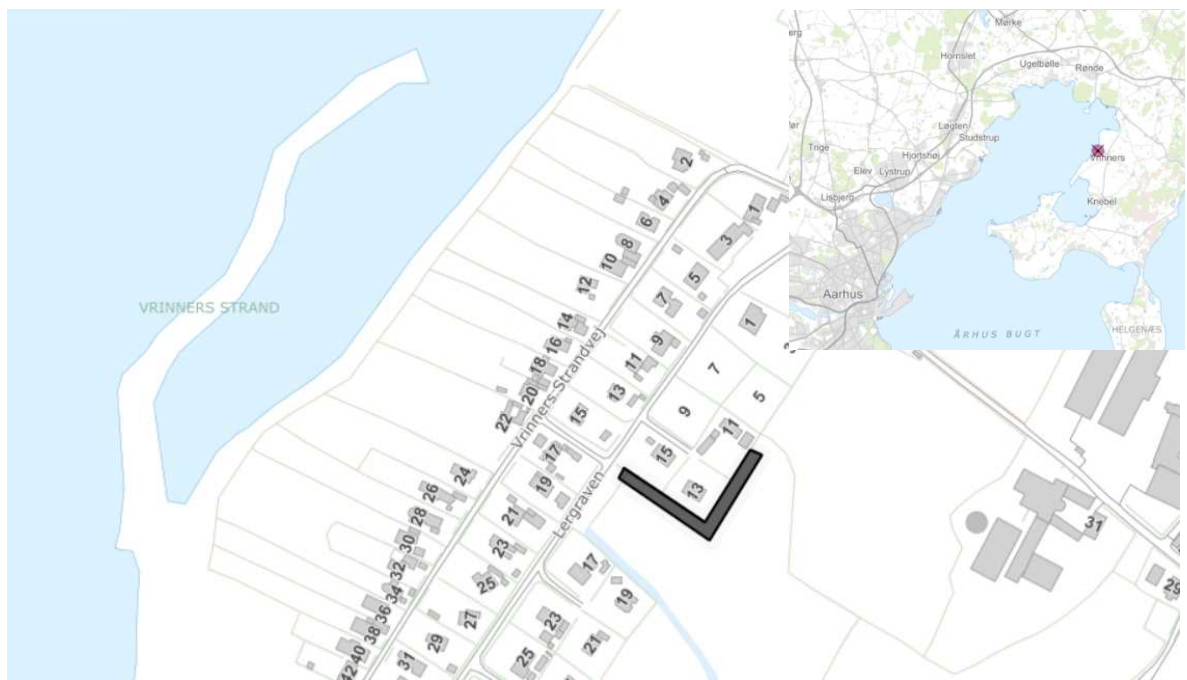 Mørke
Hornslet
Ugelbølle
Rønde
Løgten
Studstrup
Trige
Hjortshøj
Vrinners
Elev
Lystrup
Lisbjerg
Knebel
Aarhus
ÅRHUS BUGT
HELGENÆS
VRINNERS STRAND
2
4
6
8
10
12
14
16
18
20
22
Vrinners Strandvej
1
3
5
7
9
11
13
15
17
19
21
23
25
27
29
31
24
26
28
30
32
34
36
38
40
42
Lergraven
1
7
5
9
11
15
13
17
19
23
21
25
31
29